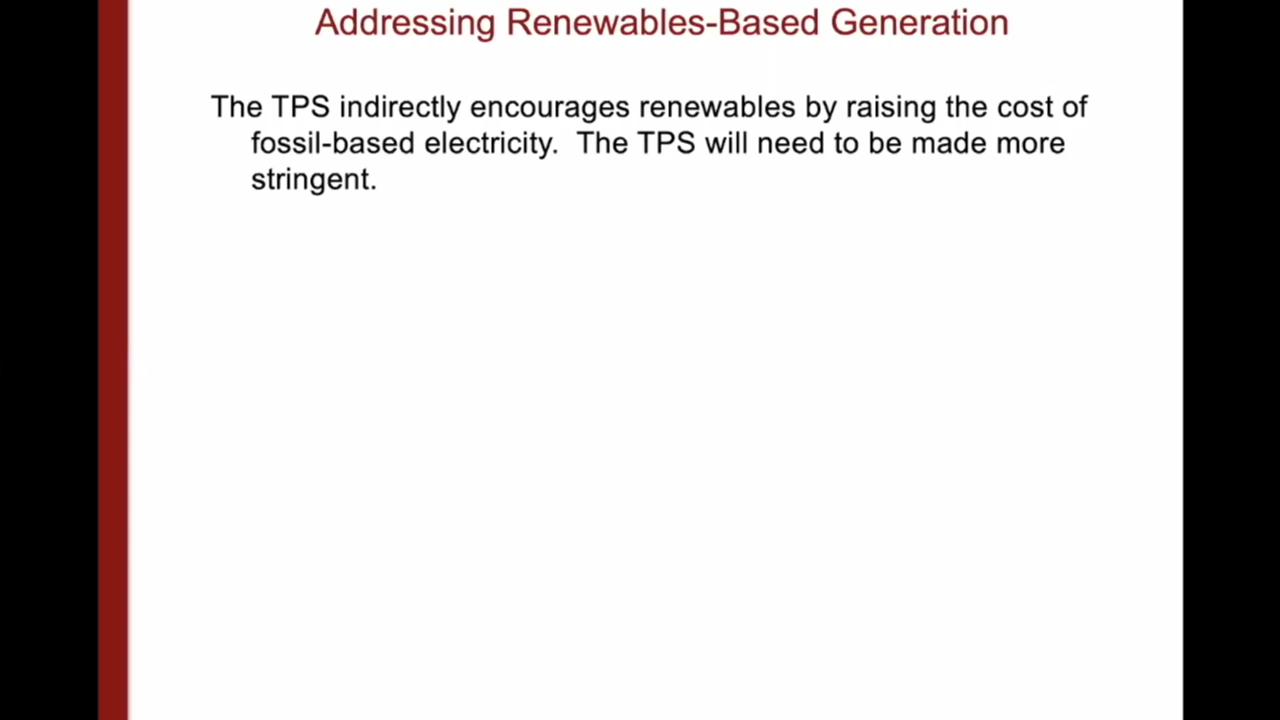 Addressing Renewables-Based Generation
The TPS indirectly encourages renewables by raising the cost of
fossil-based electricity.  The TPS will need to be made more
stringent.